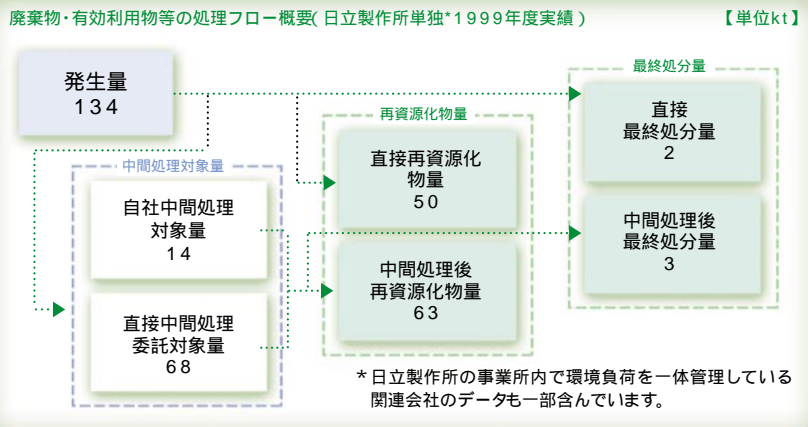 廃棄物・有効利用物等の処理フロー概要(日立製作所単独*1999年度実績)
【単位kt】
発生量
134
中間処理対象量
自社中間処理
対象量
14
直接中間処理
委託対象量
68
再資源化物量
直接再資源化
物量
50
中間処理後
再資源化物量
63
最終処分量
直接
最終処分量
2
中間処理後
最終処分量
3
*日立製作所の事業所内で環境負荷を一体管理している
関連会社のデータも一部含んでいます。